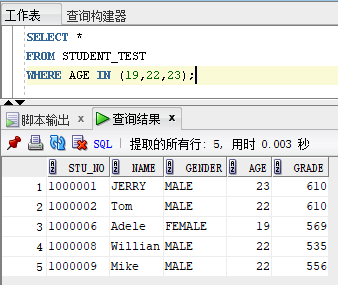 工作表 查询构建器
SELECT *
FROM STUDENT_TEST
WHERE AGE IN (19,22,23);
脚本输出 × 查询结果 ×
SQL | 提取的所有行: 5, 用时 0.003 秒
STU_NO NAME GENDER AGE GRADE
1 1000001 JERRY MALE 23 610
2 1000002 Tom MALE 22 610
3 1000006 Adele FEMALE 19 569
4 1000008 Willian MALE 22 535
5 1000009 Mike MALE 22 556